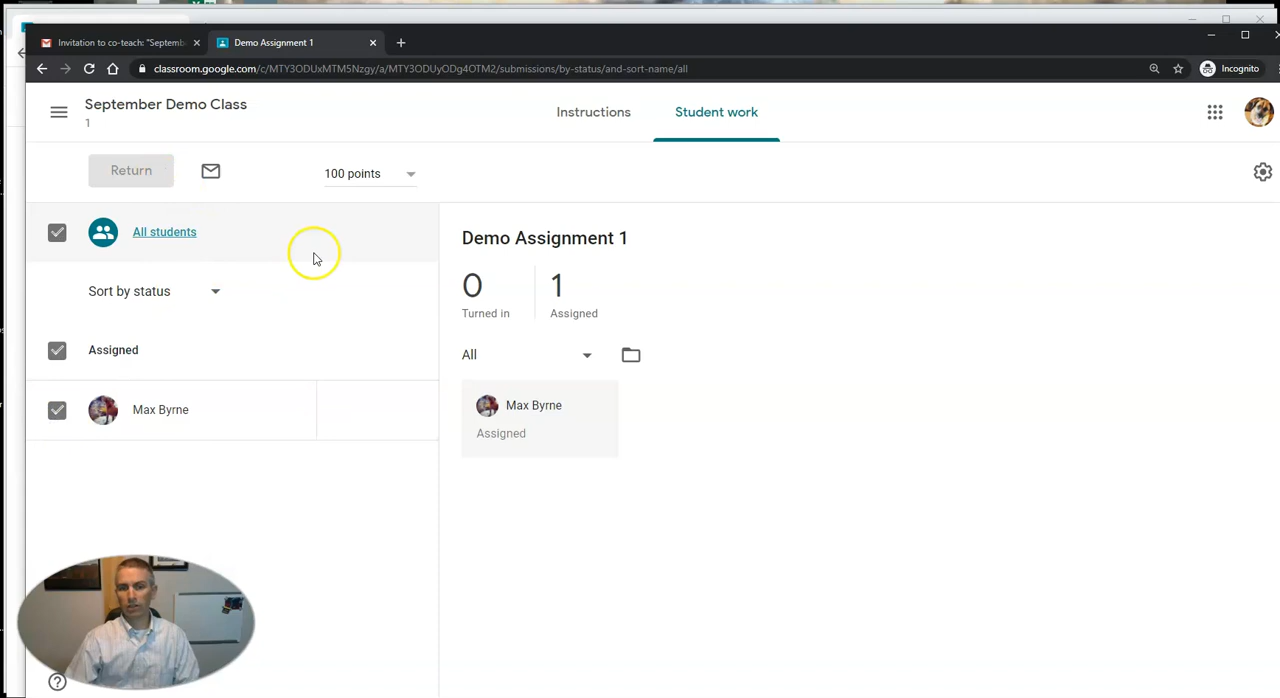 Invitation to co-teach: "Septemb
Demo Assignment 1
classroom.google.com/c/MTY3ODUxMTM5Nzgy/a/MTY3ODUyODg4OTM2/submissions/by-status/and-sort-name/all
Incognito
September Demo Class
1
Instructions
Student work
Return
100 points
All students
Demo Assignment 1
0
1
Turned in
Assigned
Sort by status
Assigned
All
Max Byrne
Max Byrne
Assigned